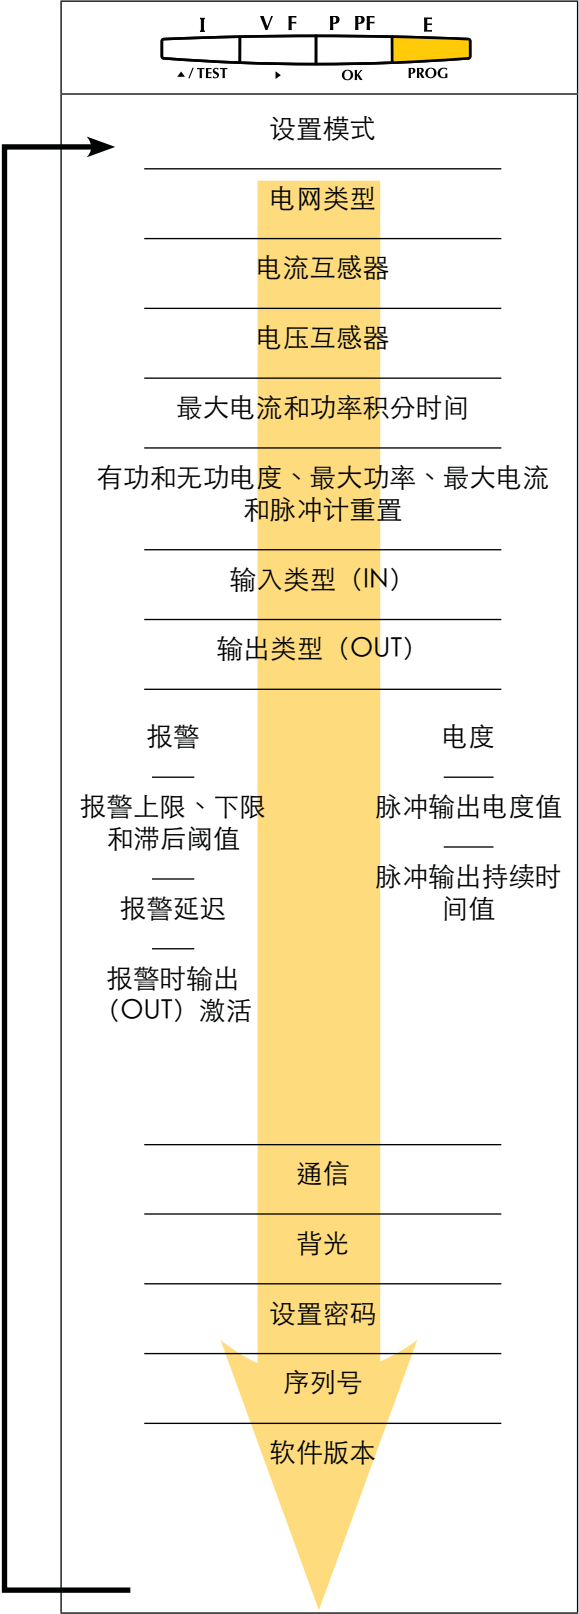 I V F P PF E
▲/TEST ▶ OK PROG
设置模式
电网类型
电流互感器
电压互感器
最大电流和功率积分时间
有功和无功电度、最大功率、最大电流
和脉冲计重置
输入类型（IN）
输出类型（OUT）
报警
报警上限、下限
和滞后阈值
报警延迟
报警时输出
（OUT）激活
电度
脉冲输出电度值
脉冲输出持续时
间值
通信
背光
设置密码
序列号
软件版本